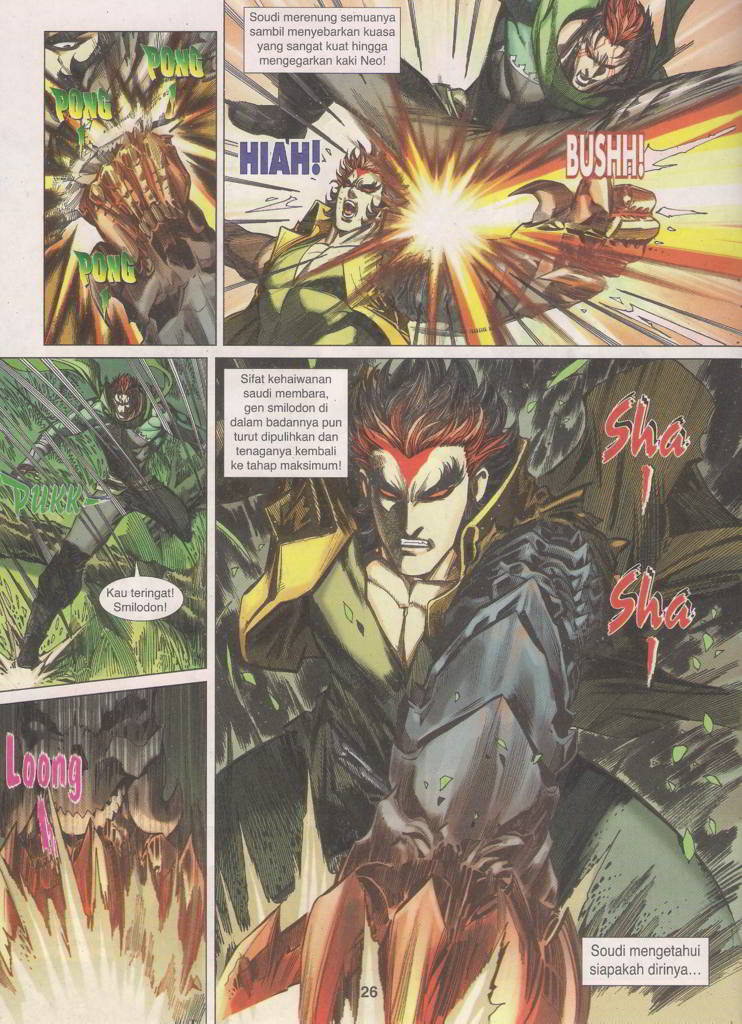 PONG
!
PONG
!
PONG
!
Soudi merenung semuanya
sambil menyebarkan kuasa
yang sangat kuat hingga
mengegarkan kaki Neo!
HIAH!
BUSHH!
DUKK
Kau teringat!
Smilodon!
Loong
!
Sifat kehaiwanan
saudi membara,
gen smilodon di
dalam badannya pun
turut dipulihkan dan
tenaganya kembali
ke tahap maksimum!
Sha
!
Sha
!
Soudi mengetahui
siapakah dirinya...
26